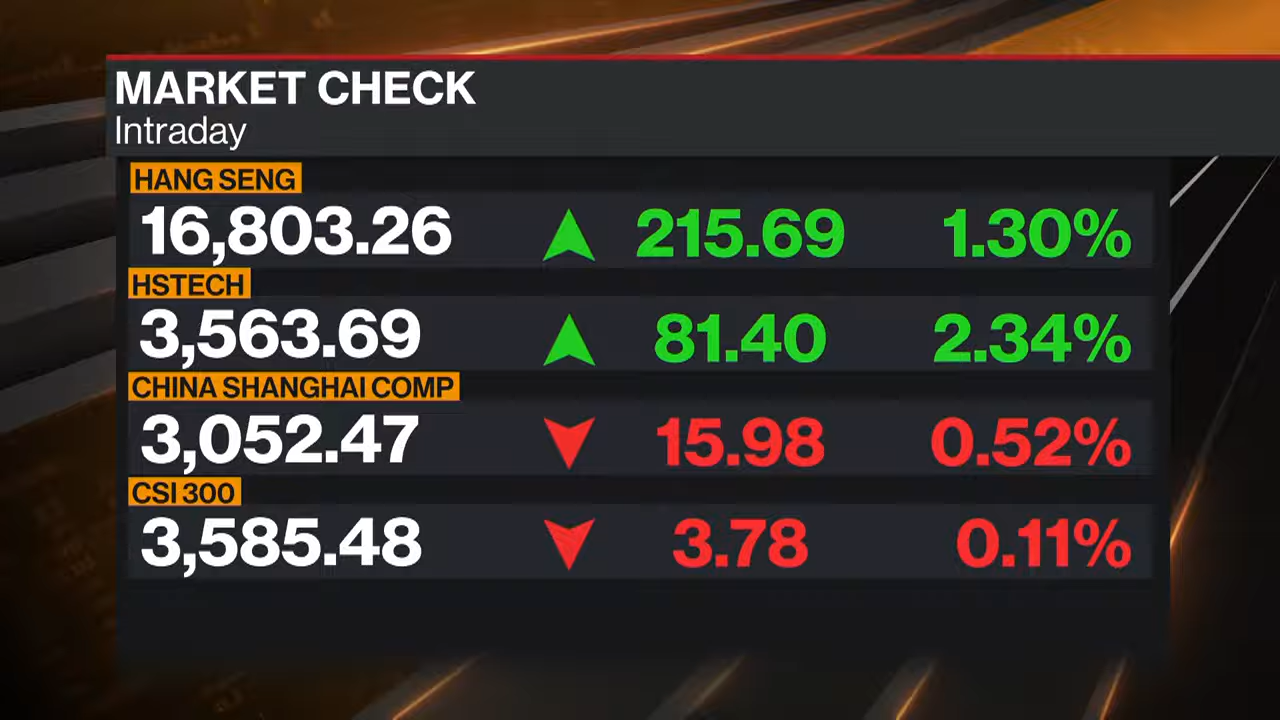 MARKET CHECK
Intraday
HANG SENG
16,803.26 215.69 1.30%
HSTECH
3,563.69 81.40 2.34%
CHINA SHANGHAI COMP
3,052.47 15.98 0.52%
CSI 300
3,585.48 3.78 0.11%